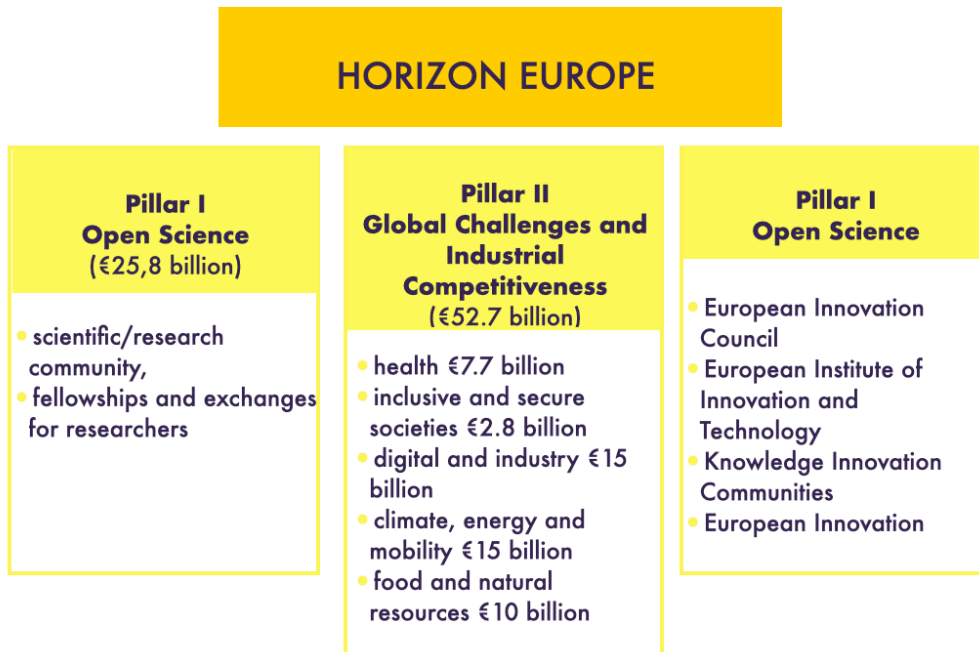 HORIZON EUROPE
Pillar I
Open Science
(€25,8 billion)
• scientific/research
community,
• fellowships and exchanges
for researchers
Pillar II
Global Challenges and
Industrial
Competitiveness
(€52.7 billion)
• health €7.7 billion
• inclusive and secure
societies €2.8 billion
• digital and industry €15
billion
• climate, energy and
mobility €15 billion
• food and natural
resources €10 billion
Pillar I
Open Science
• European Innovation
Council
• European Institute of
Innovation and
Technology
• Knowledge Innovation
Communities
• European Innovation